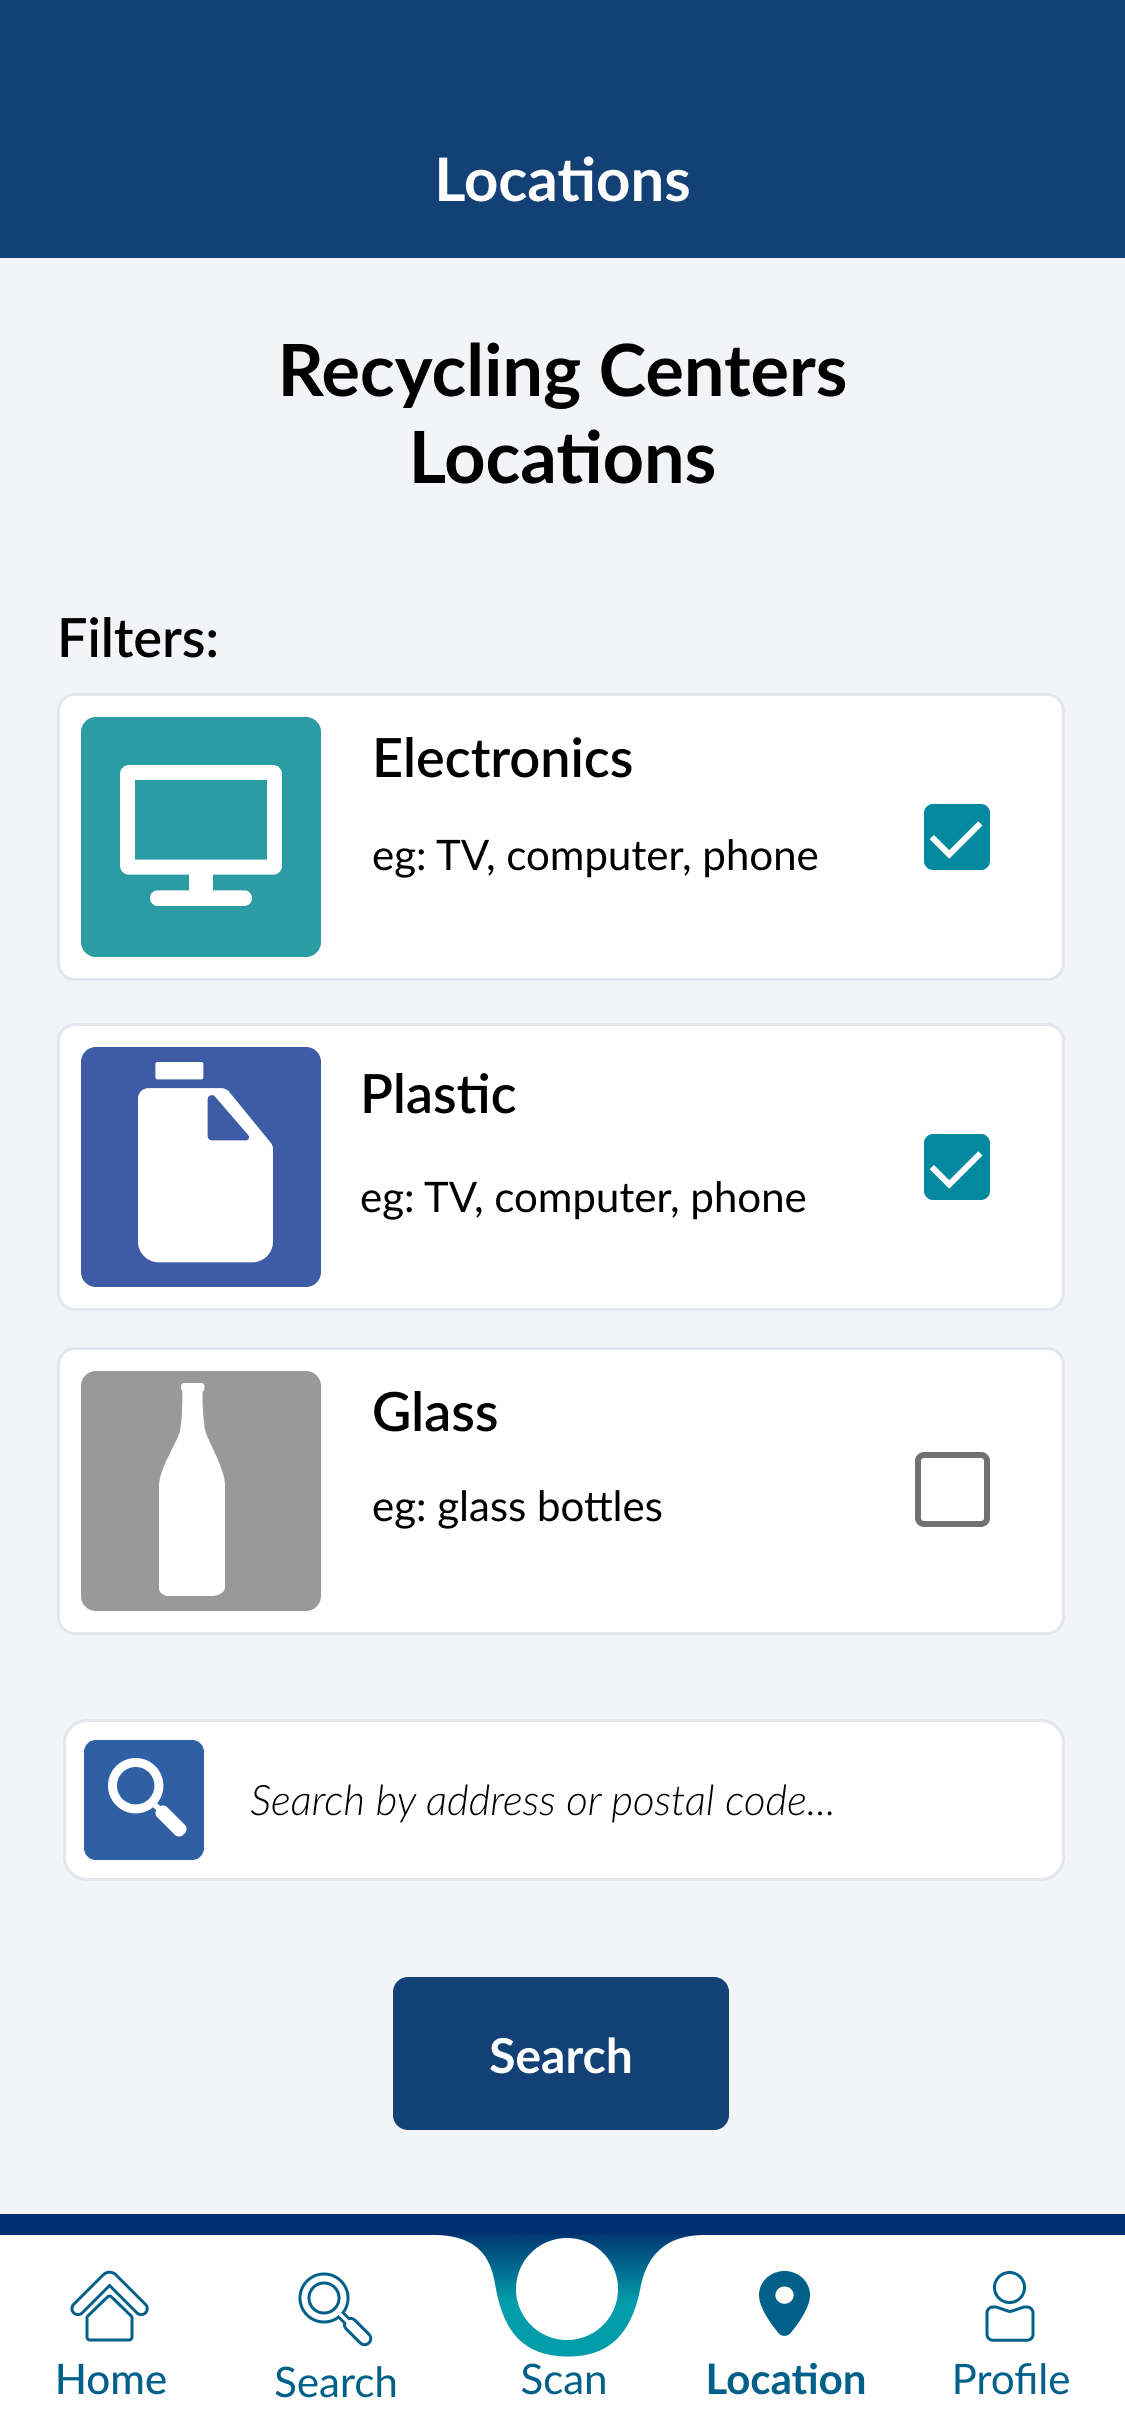 Locations
Recycling Centers
Locations
Filters:
Electronics
eg: TV, computer, phone
Plastic
eg: TV, computer, phone
Glass
eg: glass bottles
Search by address or postal code...
Search
Home
Search
Scan
Location
Profile